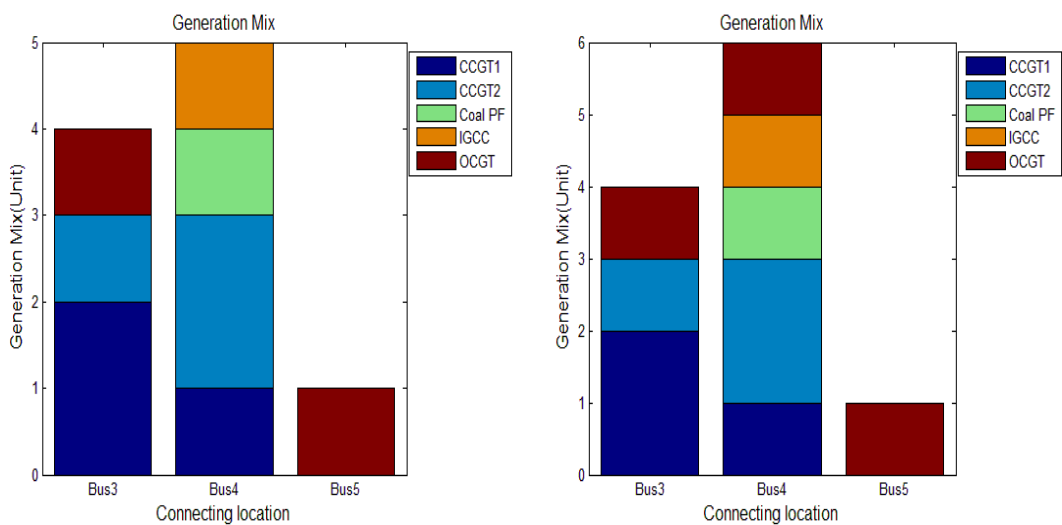 Generation Mix
Generation Mix(Unit)
5
4
3
2
1
0
Bus3
Bus4
Bus5
Connecting location
CCGT1
CCGT2
Coal PF
IGCC
OCGT
Generation Mix
Generation Mix(Unit)
6
5
4
3
2
1
0
Bus3
Bus4
Bus5
Connecting location
CCGT1
CCGT2
Coal PF
IGCC
OCGT